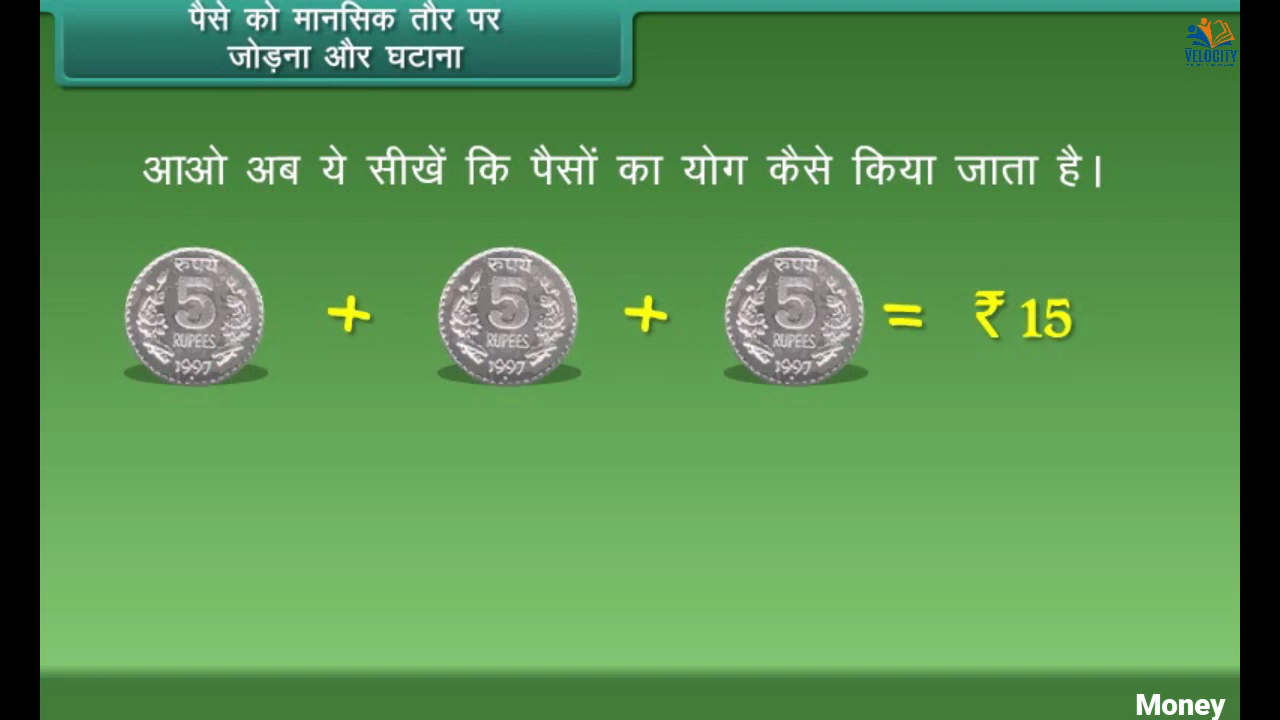 पैसे को मानसिक तौर पर
जोड़ना और घटाना
VELOCITY
आओ अब ये सीखें कि पैसों का योग कैसे किया जाता है।
रुपये रुपये रुपये
5 + 5 + 5 = ₹ 15
RUPEES RUPEES RUPEES
1997 1997 1997
Money